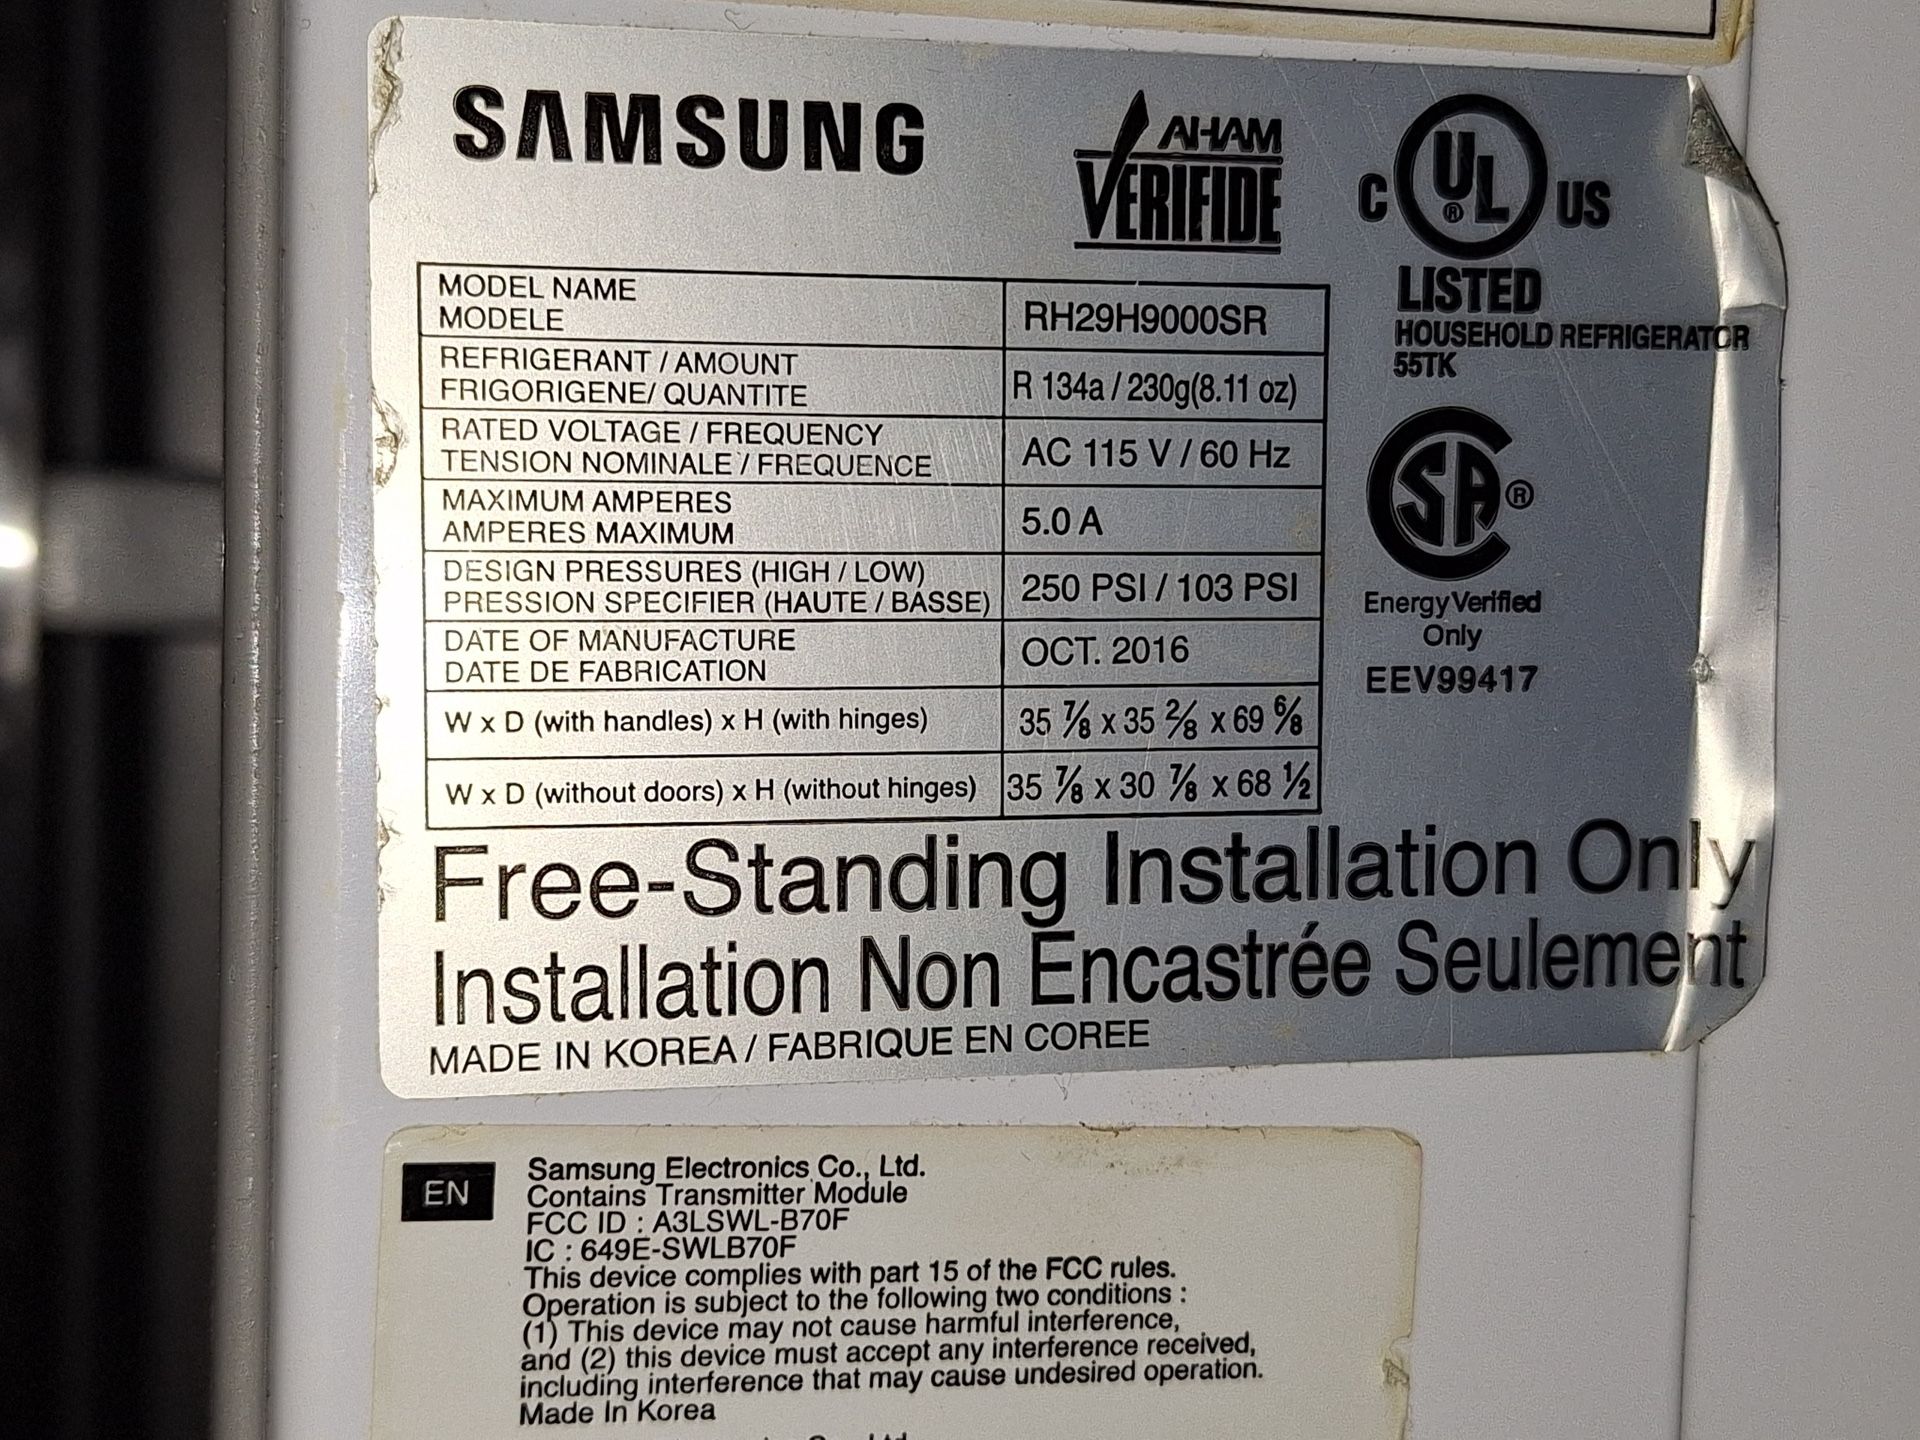 SAMSUNG
AHAM
VERIFIDE
C UL® US
LISTED
HOUSEHOLD REFRIGERATOR
55TK
MODEL NAME
MODELE
RH29H9000SR
REFRIGERANT / AMOUNT
FRIGORIGENE/ QUANTITE
R 134a / 230g(8.11 oz)
RATED VOLTAGE / FREQUENCY
TENSION NOMINALE / FREQUENCE
AC 115 V / 60 Hz
MAXIMUM AMPERES
AMPERES MAXIMUM
5.0 A
DESIGN PRESSURES (HIGH / LOW)
PRESSION SPECIFIER (HAUTE / BASSE)
250 PSI / 103 PSI
DATE OF MANUFACTURE
DATE DE FABRICATION
OCT. 2016
W x D (with handles) x H (with hinges)
35 ⅞ x 35 2/8 x 69 6/8
W x D (without doors) x H (without hinges)
35 ⅞ x 30 ⅞ x 68 ½
SA®
Energy Verified
Only
EEV99417
Free-Standing Installation Only
Installation Non Encastrée Seulement
MADE IN KOREA / FABRIQUE EN COREE
EN
Samsung Electronics Co., Ltd.
Contains Transmitter Module
FCC ID : A3LSWL-B70F
IC : 649E-SWLB70F
This device complies with part 15 of the FCC rules.
Operation is subject to the following two conditions :
(1) This device may not cause harmful interference,
and (2) this device must accept any interference received,
including interference that may cause undesired operation.
Made In Korea